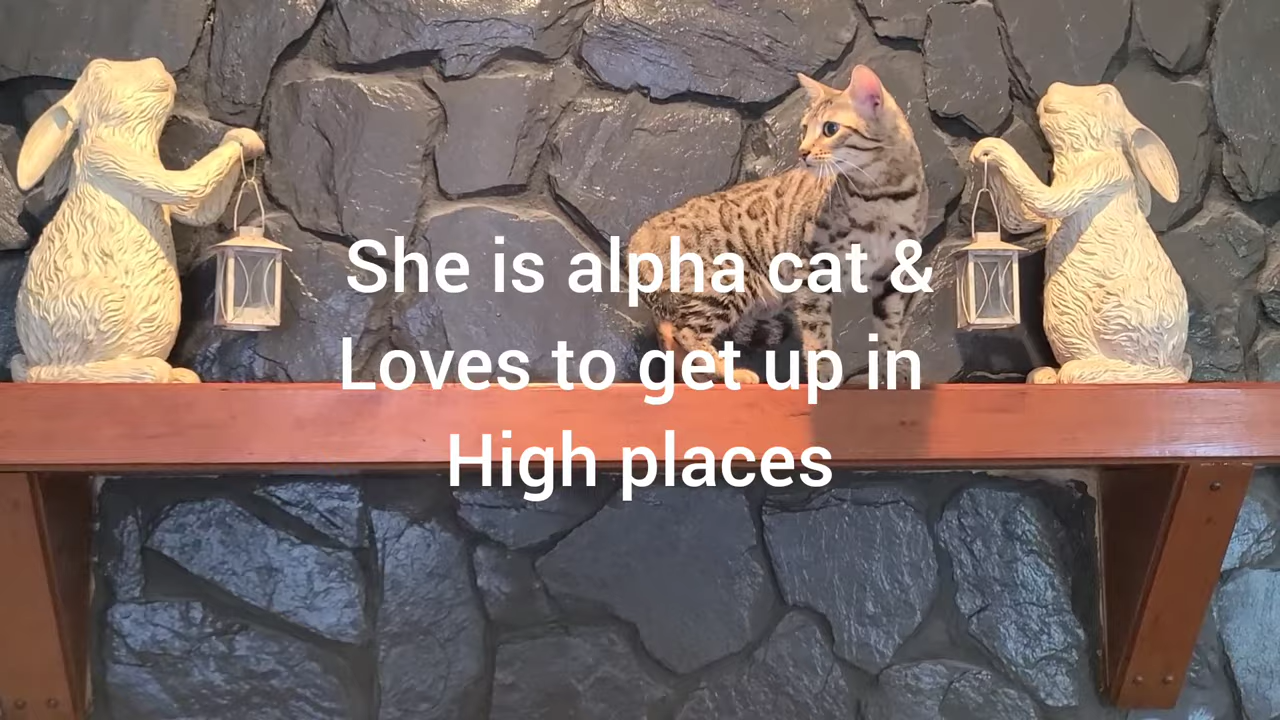 She is alpha cat &
Loves to get up in
High places